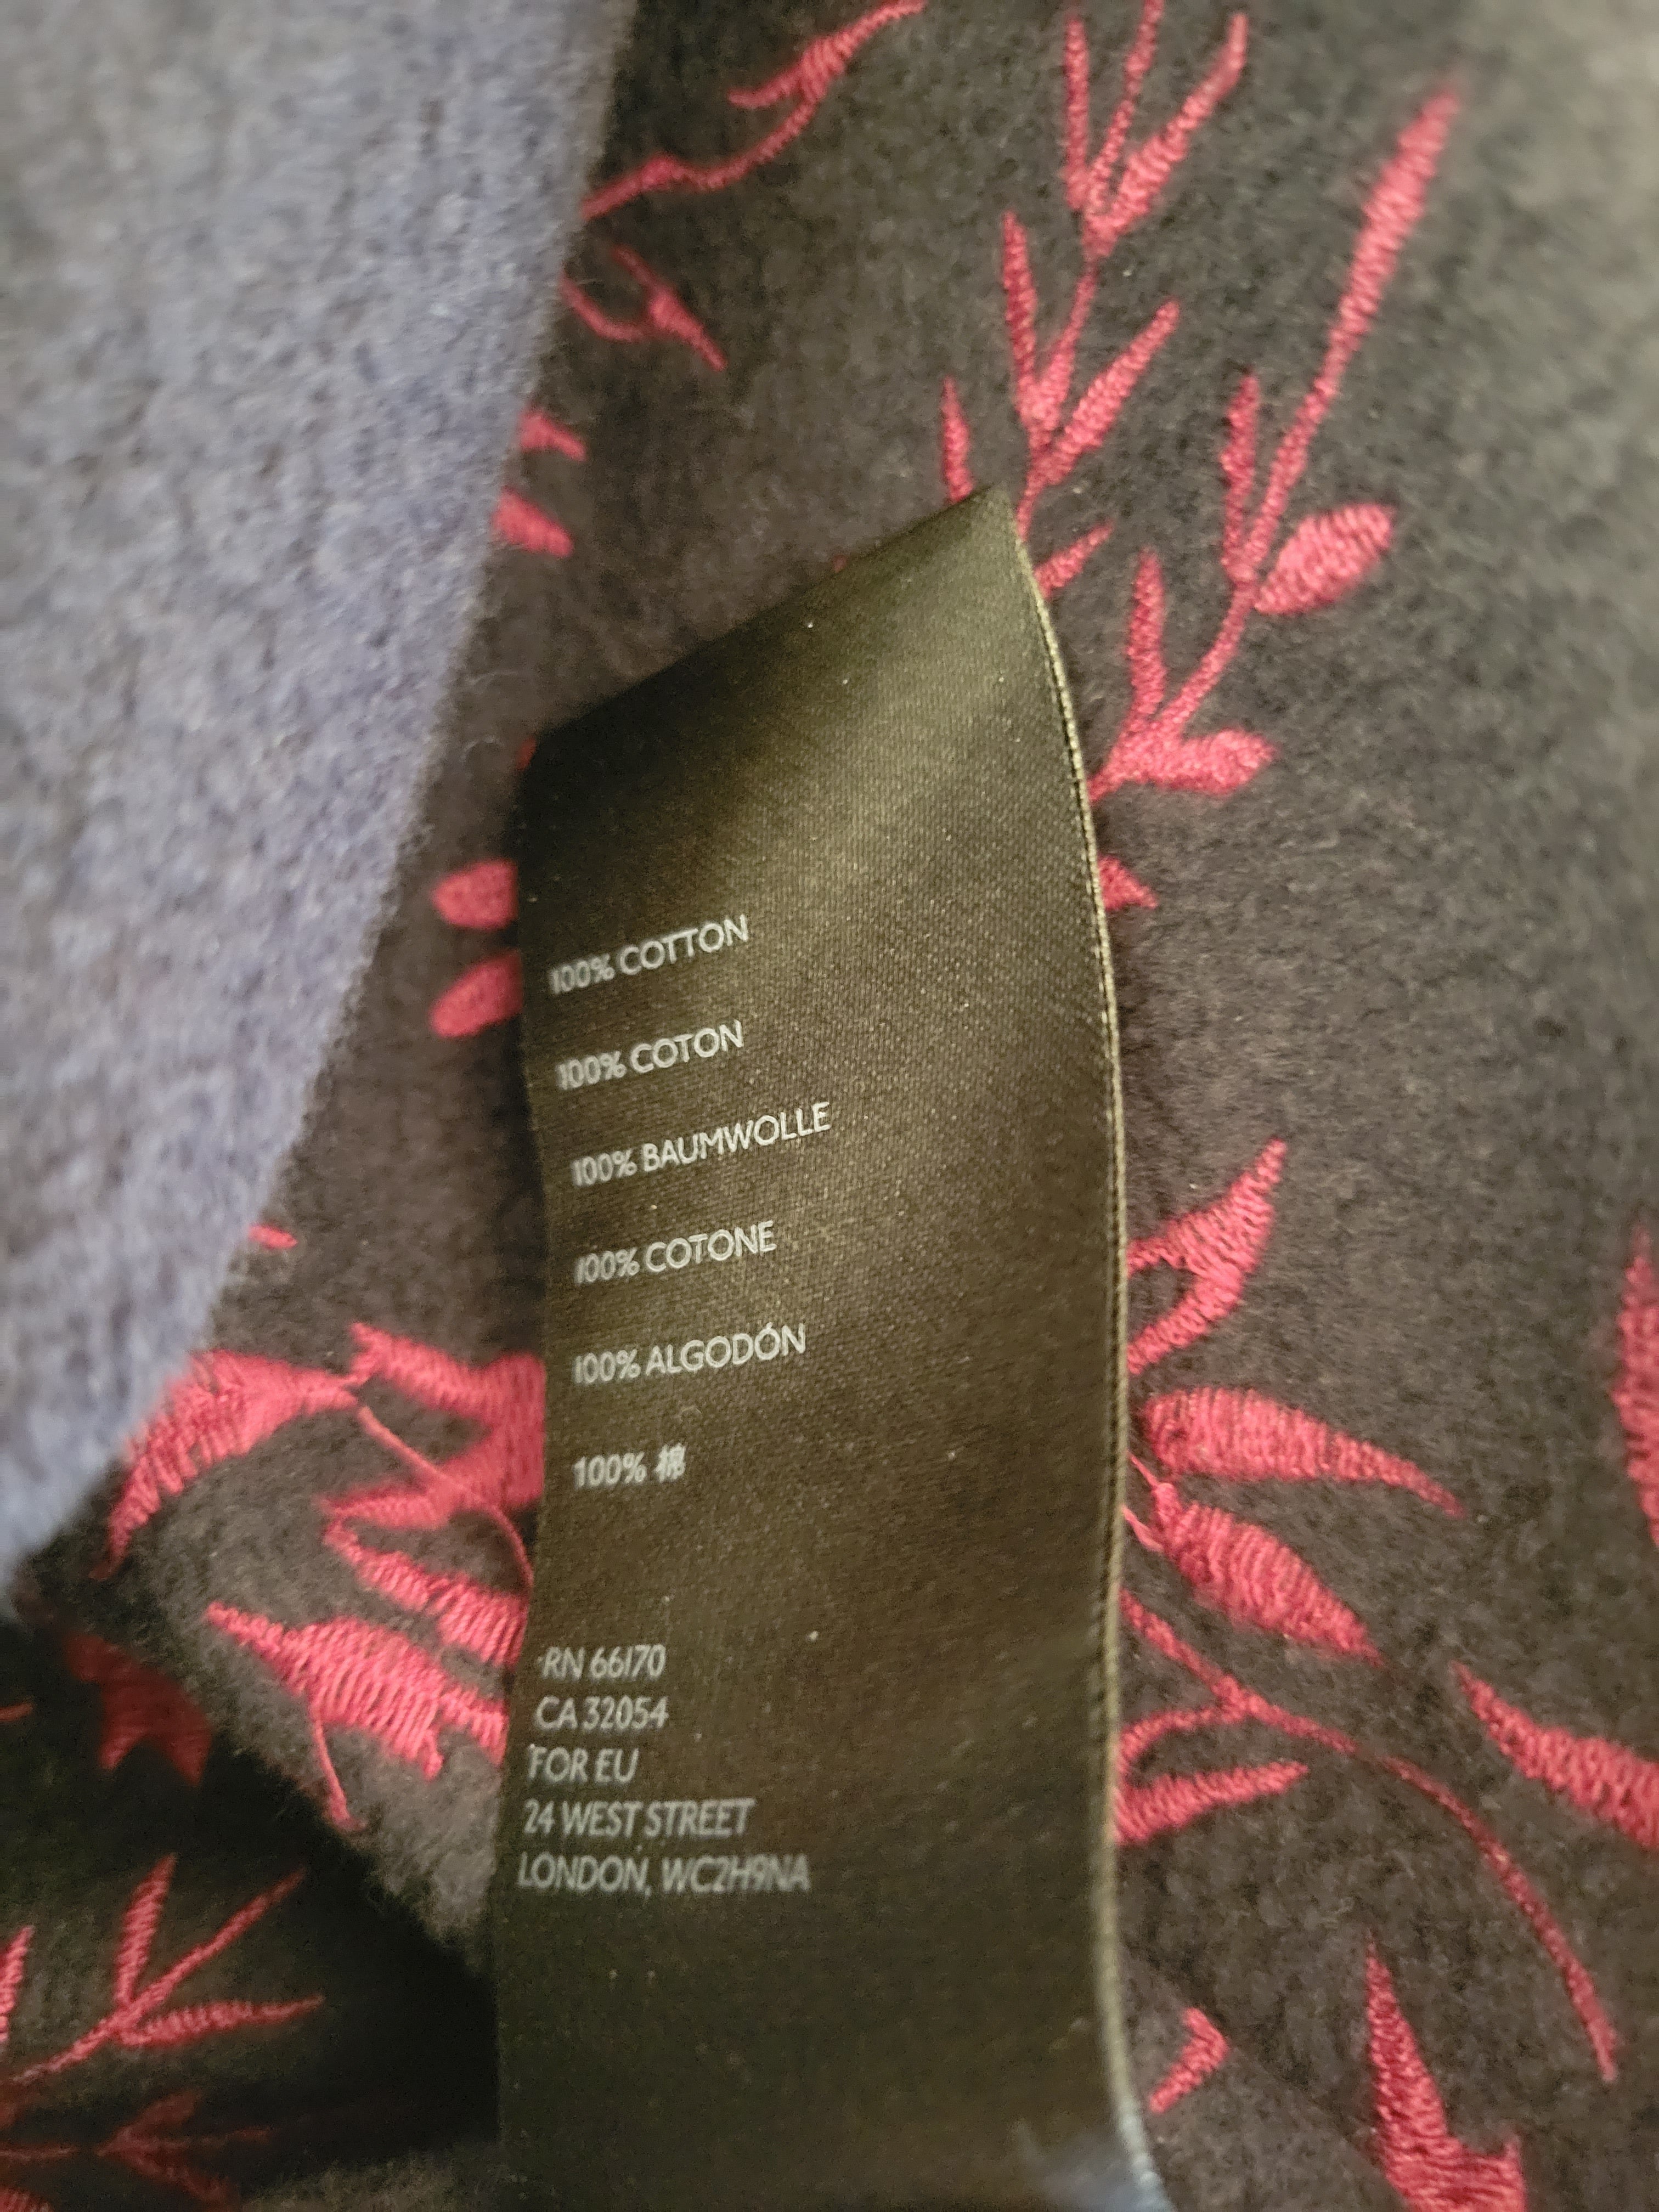 100% COTTON
100% COTON
100% BAUMWOLLE
100% COTONE
100% ALGODÓN
100% 棉
RN 66170
CA 32054
FOR EU
24 WEST STREET
LONDON, WC2H9NA